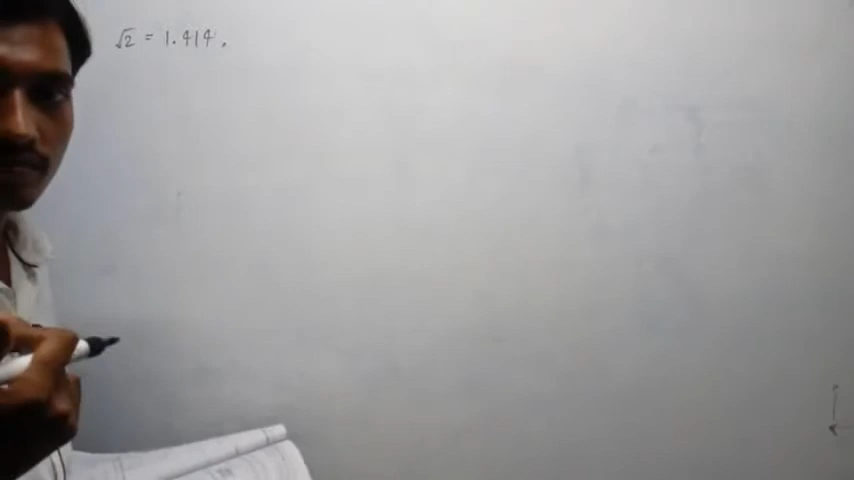 √2 = 1.414.